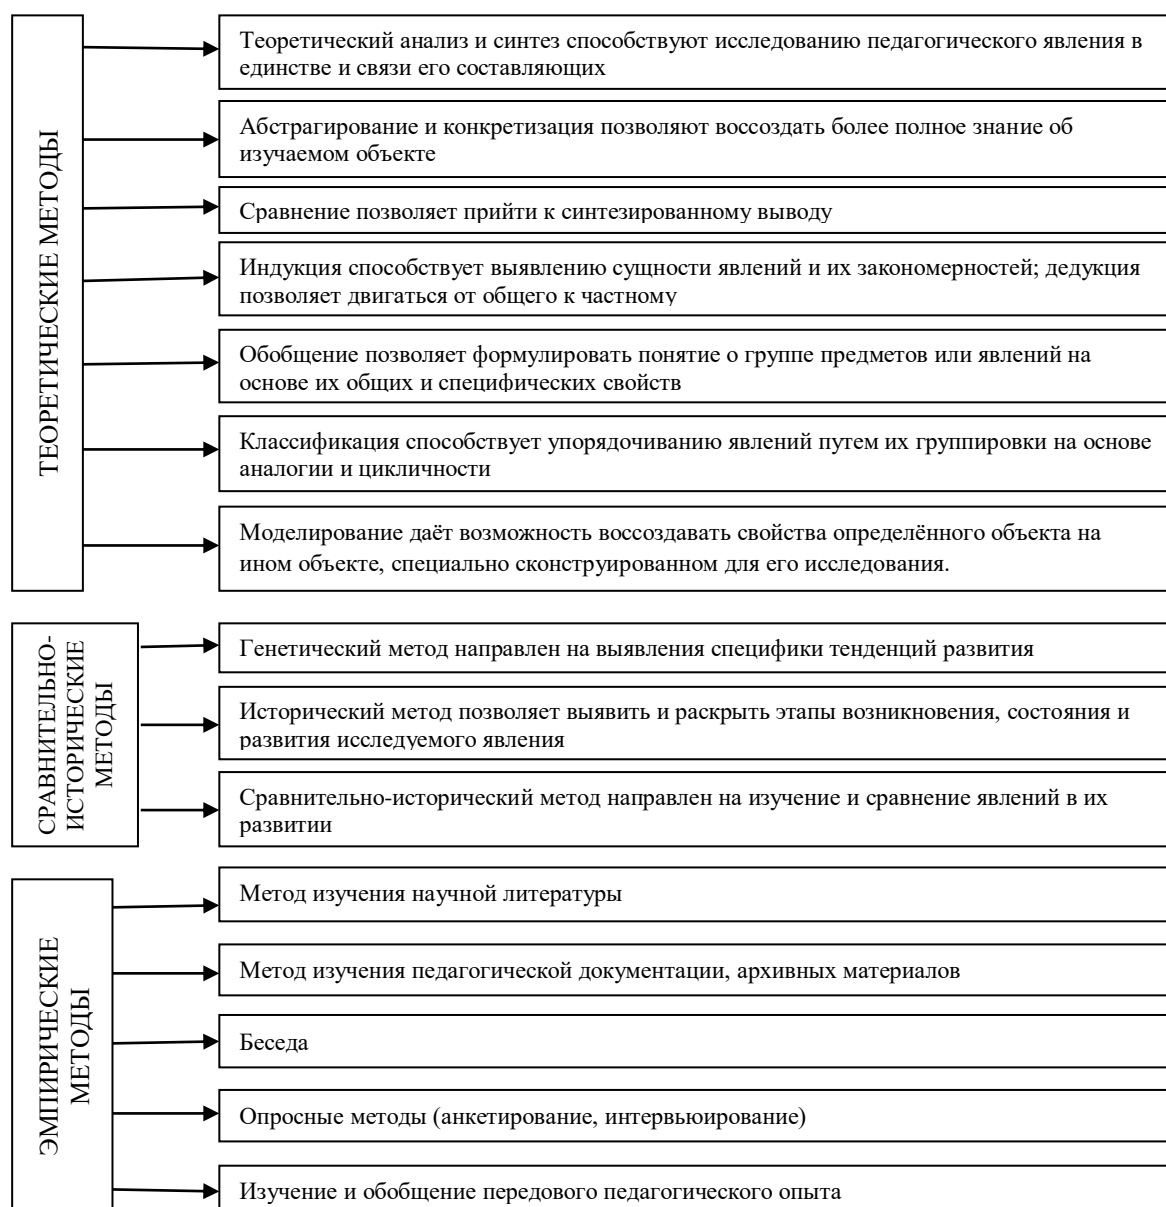 ТЕОРЕТИЧЕСКИЕ МЕТОДЫ
Теоретический анализ и синтез способствуют исследованию педагогического явления в
единстве и связи его составляющих
Абстрагирование и конкретизация позволяют воссоздать более полное знание об
изучаемом объекте
Сравнение позволяет прийти к синтезированному выводу
Индукция способствует выявлению сущности явлений и их закономерностей; дедукция
позволяет двигаться от общего к частному
Обобщение позволяет формулировать понятие о группе предметов или явлений на
основе их общих и специфических свойств
Классификация способствует упорядочиванию явлений путем их группировки на основе
аналогии и цикличности
Моделирование даёт возможность воссоздавать свойства определённого объекта на
ином объекте, специально сконструированном для его исследования.
СРАВНИТЕЛЬНО-
ИСТОРИЧЕСКИЕ
МЕТОДЫ
Генетический метод направлен на выявления специфики тенденций развития
Исторический метод позволяет выявить и раскрыть этапы возникновения, состояния и
развития исследуемого явления
Сравнительно-исторический метод направлен на изучение и сравнение явлений в их
развитии
ЭМПИРИЧЕСКИЕ
МЕТОДЫ
Метод изучения научной литературы
Метод изучения педагогической документации, архивных материалов
Беседа
Опросные методы (анкетирование, интервьюирование)
Изучение и обобщение передового педагогического опыта